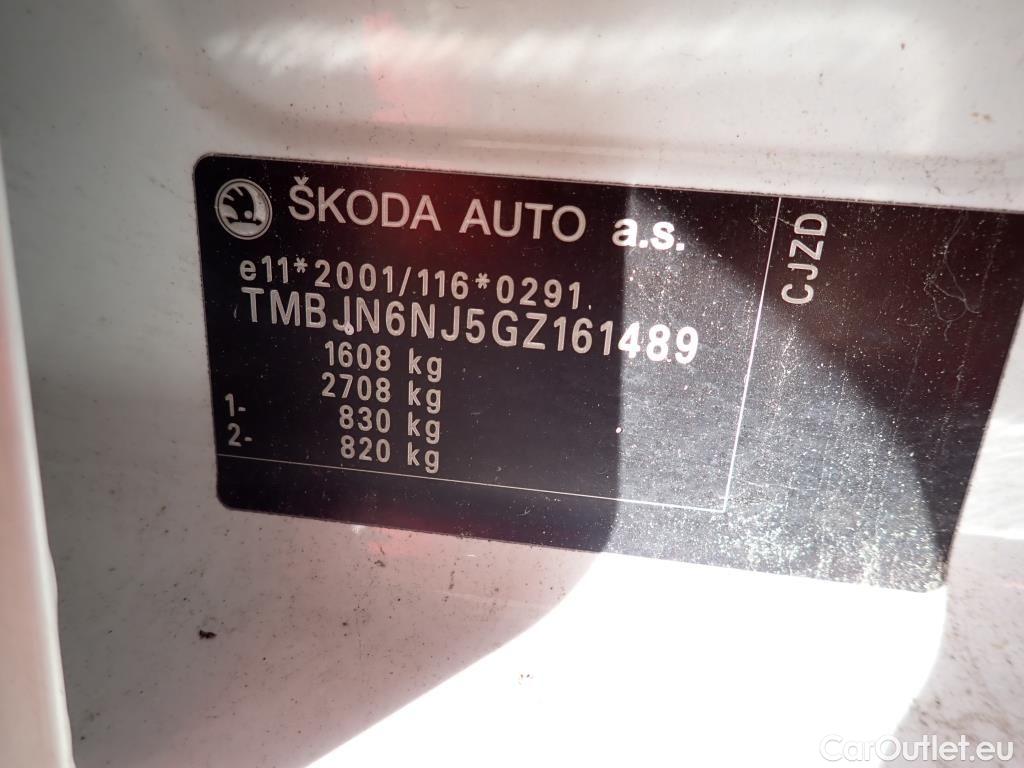 ŠKODA AUTO a.s.
e11*2001/116*0291
TMBJN6NJ5GZ161489
1608 kg
2708 kg
1- 830 kg
2- 820 kg
CJZD
CarOutlet.eu